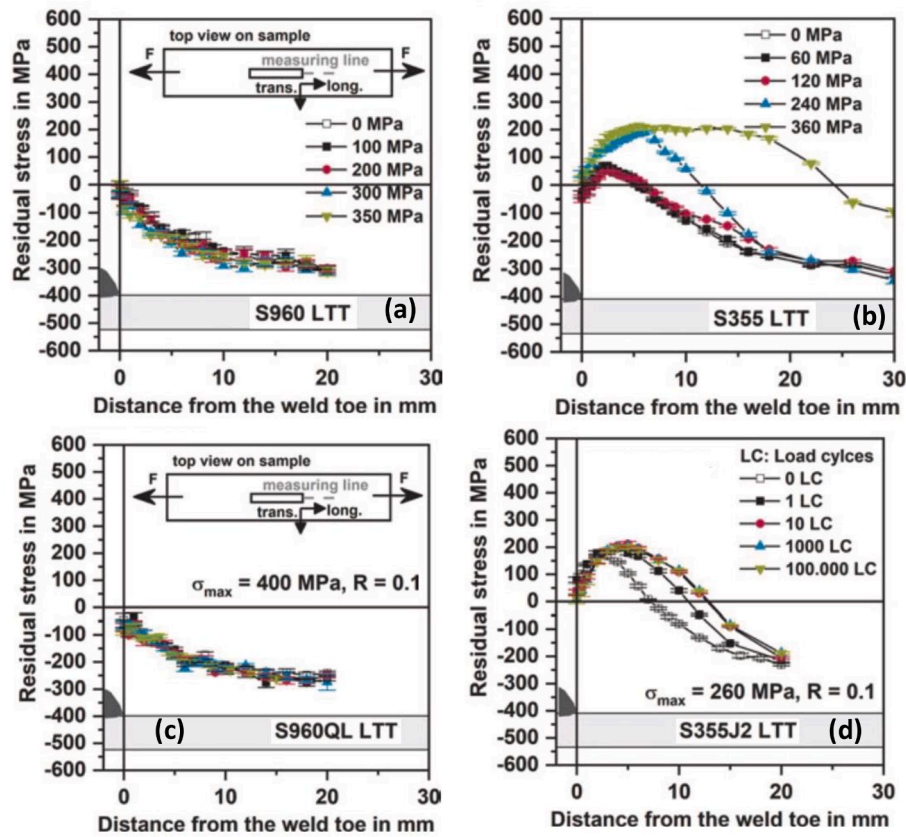 600
500
400
300
200
100
0
-100
-200
-300
-400
-500
-600
Residual stress in MPa
top view on sample
F
F
measuring line
trans.
long.
0 MPa
100 MPa
200 MPa
300 MPa
350 MPa
S960 LTT
(a)
0
10
20
30
Distance from the weld toe in mm
600
500
400
300
200
100
0
-100
-200
-300
-400
-500
-600
Residual stress in MPa
0 MPa
60 MPa
120 MPa
240 MPa
360 MPa
S355 LTT
(b)
0
10
20
30
Distance from the weld toe in mm
600
500
400
300
200
100
0
-100
-200
-300
-400
-500
-600
Residual stress in MPa
top view on sample
F
F
measuring line
trans.
long.
σmax = 400 MPa, R = 0.1
(c)
S960QL LTT
0
10
20
30
Distance from the weld toe in mm
600
500
400
300
200
100
0
-100
-200
-300
-400
-500
-600
Residual stress in MPa
LC: Load cylces
0 LC
1 LC
10 LC
1000 LC
100.000 LC
σmax = 260 MPa, R = 0.1
S355J2 LTT
(d)
0
10
20
30
Distance from the weld toe in mm